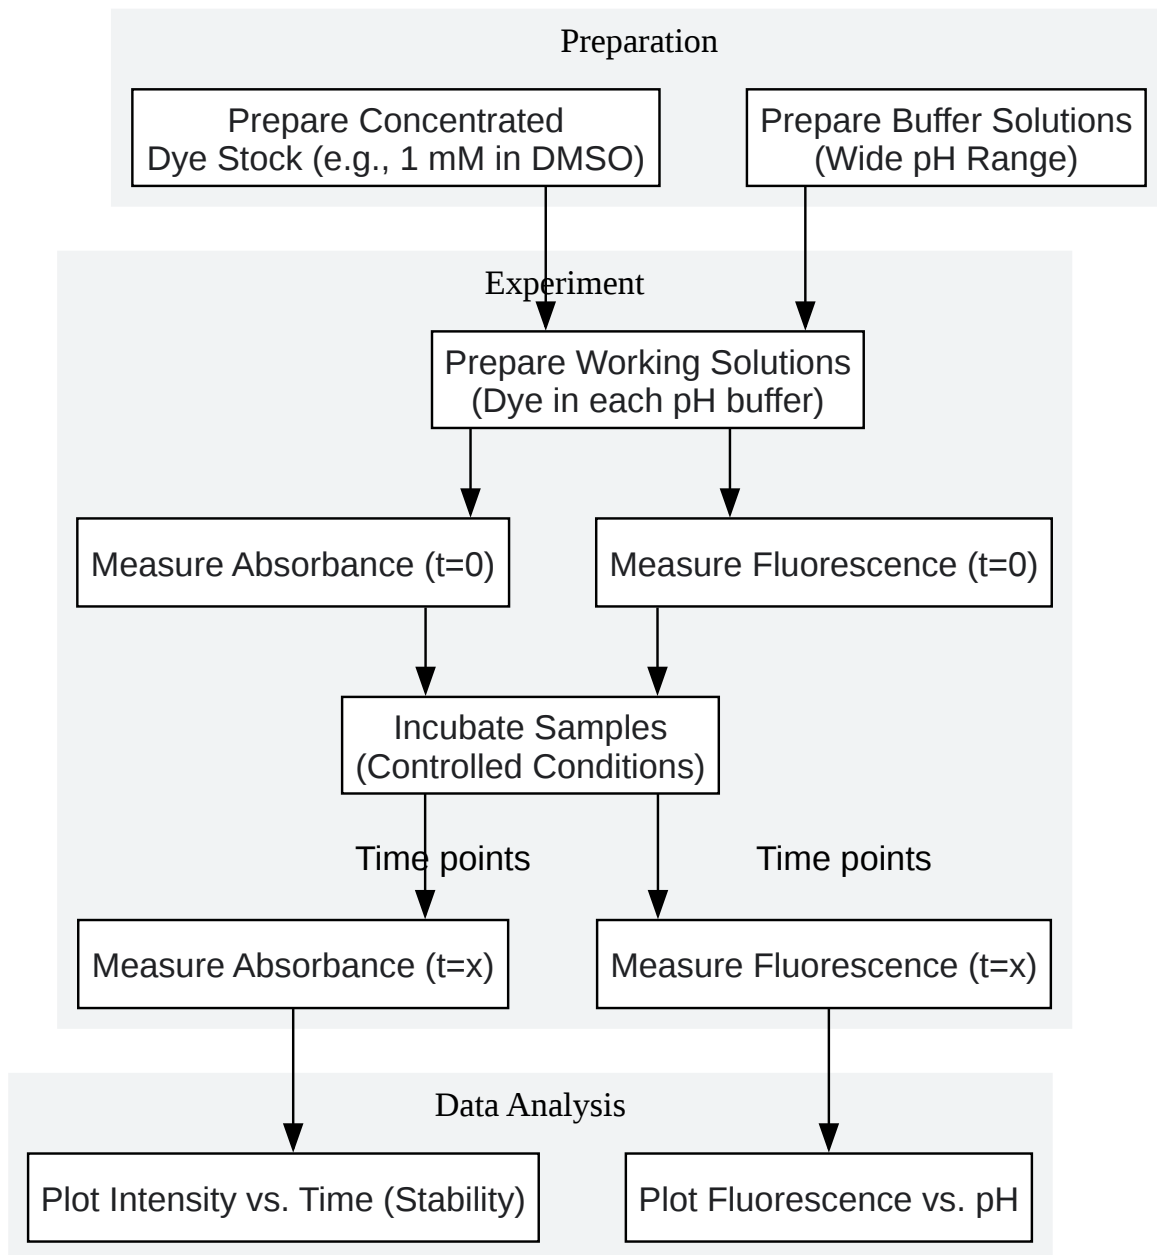 Preparation
Prepare Concentrated
Dye Stock (e.g., 1 mM in DMSO)
Prepare Buffer Solutions
(Wide pH Range)
Experiment
Prepare Working Solutions
(Dye in each pH buffer)
Measure Absorbance (t=0)
Measure Fluorescence (t=0)
Incubate Samples
(Controlled Conditions)
Time points
Time points
Measure Absorbance (t=x)
Measure Fluorescence (t=x)
Data Analysis
Plot Intensity vs. Time (Stability)
Plot Fluorescence vs. pH